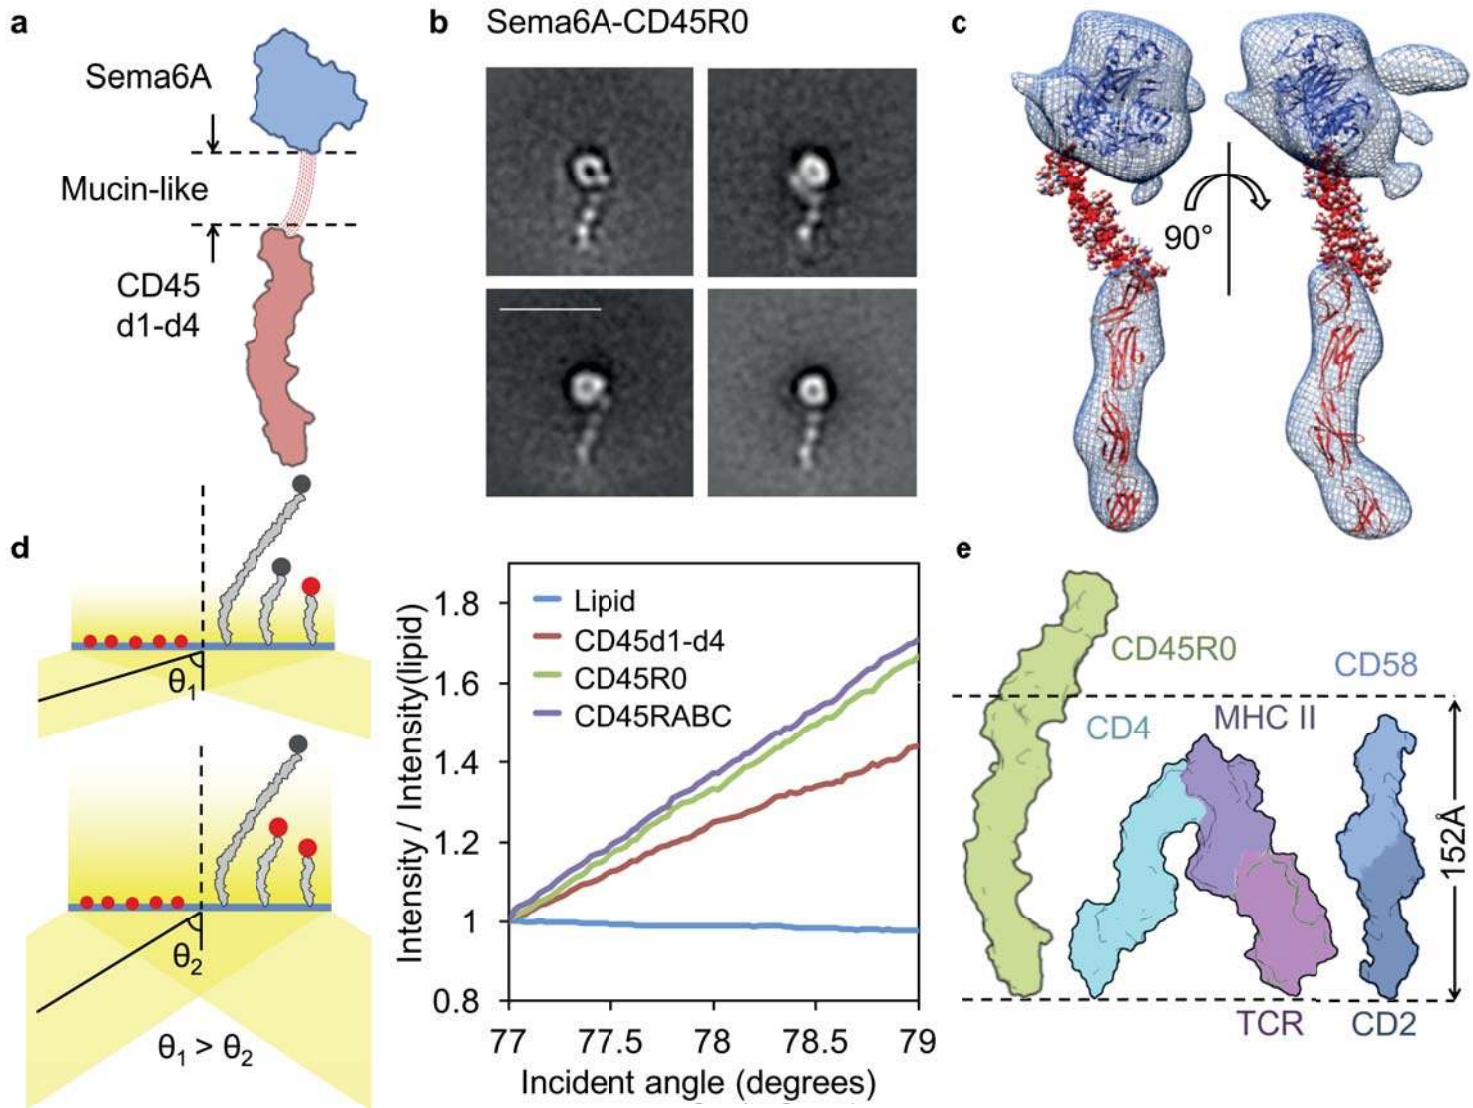 a
Sema6A
Mucin-like
CD45
d1-d4
b
Sema6A-CD45R0
c
90°
d
θ1
θ2
θ1 > θ2
Intensity / Intensity(lipid)
1.8
1.6
1.4
1.2
1
0.8
Lipid
CD45d1-d4
CD45R0
CD45RABC
77
77.5
78
78.5
79
Incident angle (degrees)
e
CD45R0
CD58
CD4
MHC II
152Å
TCR
CD2